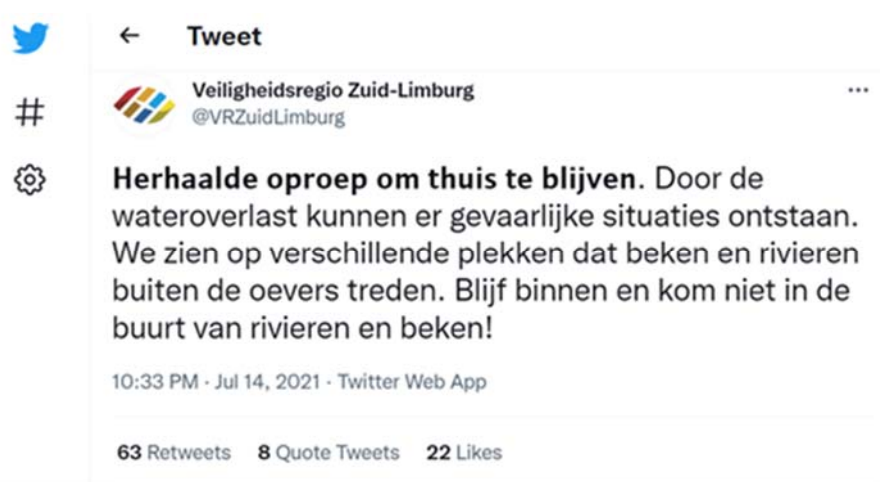 ← Tweet
Veiligheidsregio Zuid-Limburg
@VRZuidLimburg
Herhaalde oproep om thuis te blijven. Door de
wateroverlast kunnen er gevaarlijke situaties ontstaan.
We zien op verschillende plekken dat beken en rivieren
buiten de oevers treden. Blijf binnen en kom niet in de
buurt van rivieren en beken!
10:33 PM · Jul 14, 2021 · Twitter Web App
63 Retweets 8 Quote Tweets 22 Likes